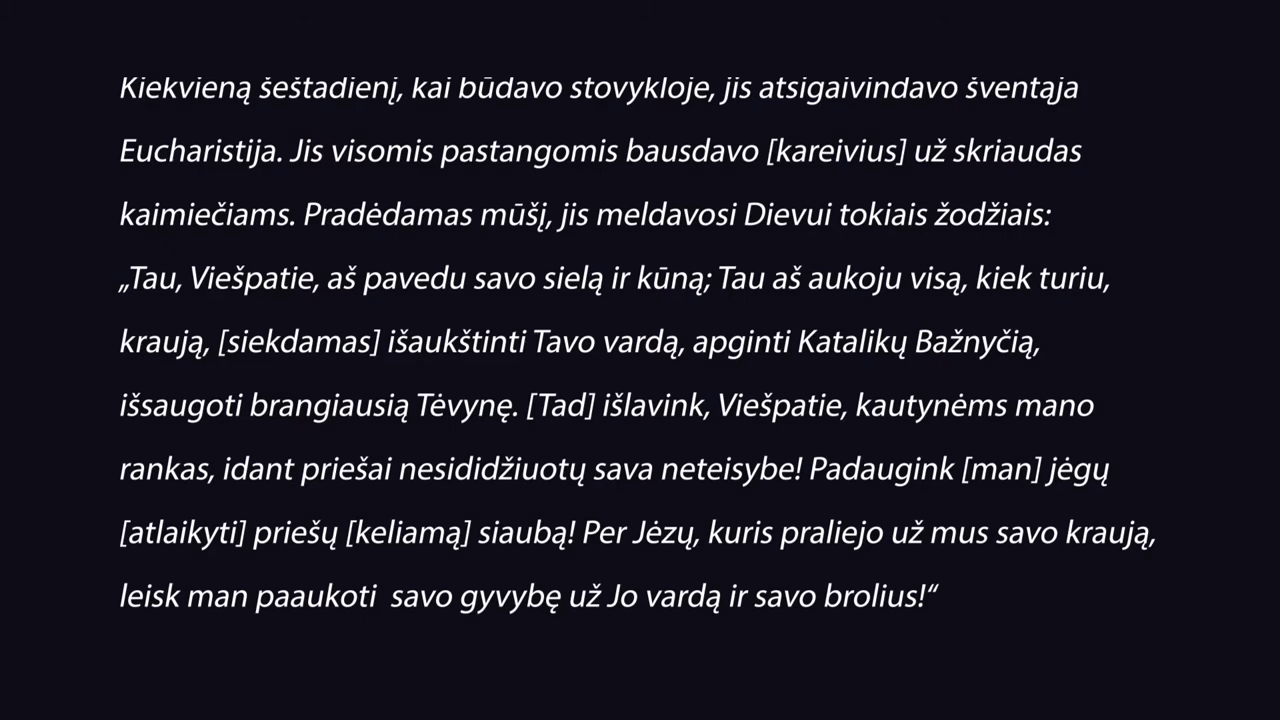 Kiekvieną šeštadienį, kai būdavo stovykloje, jis atsigaivindavo šventąja
Eucharistija. Jis visomis pastangomis bausdavo [kareivius] už skriaudas
kaimiečiams. Pradėdamas mūšį, jis meldavosi Dievui tokiais žodžiais:
„Tau, Viešpatie, aš pavedu savo sielą ir kūną; Tau aš aukoju visą, kiek turiu,
kraują, [siekdamas] išaukštinti Tavo vardą, apginti Katalikų Bažnyčią,
išsaugoti brangiausią Tėvynę. [Tad] išlavink, Viešpatie, kautynėms mano
rankas, idant priešai nesididžiuotų sava neteisybe! Padaugink [man] jėgų
[atlaikyti] priešų [keliamą] siaubą! Per Jėzų, kuris praliejo už mus savo kraują,
leisk man paaukoti  savo gyvybę už Jo vardą ir savo brolius!“